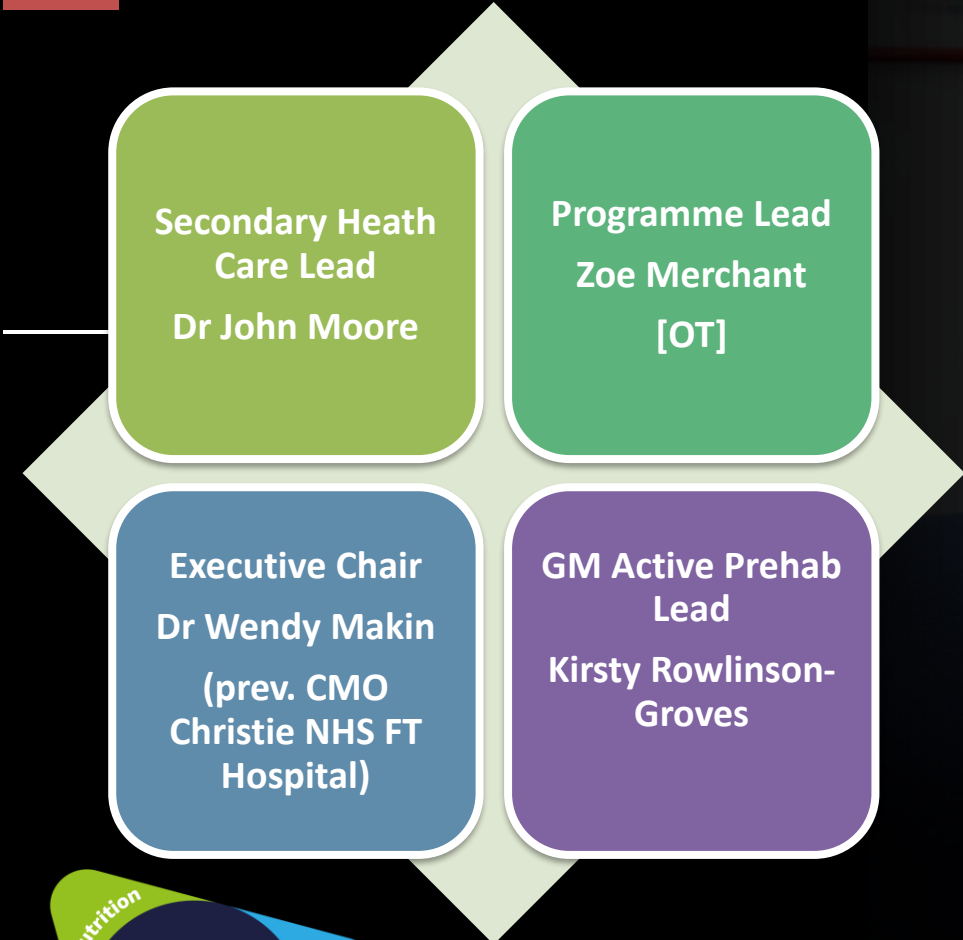 Secondary Heath
Care Lead
Dr John Moore
Programme Lead
Zoe Merchant
[OT]
Executive Chair
Dr Wendy Makin
(prev. CMO
Christie NHS FT
Hospital)
GM Active Prehab
Lead
Kirsty Rowlinson-
Groves
utrition